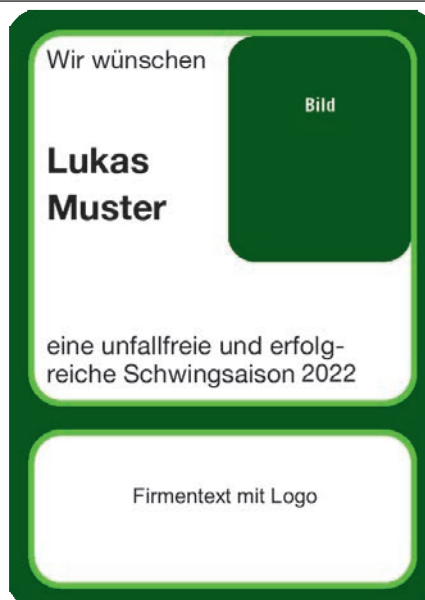 Wir wünschen
Bild
Lukas
Muster
eine unfallfreie und erfolg-
reiche Schwingsaison 2022
Firmentext mit Logo